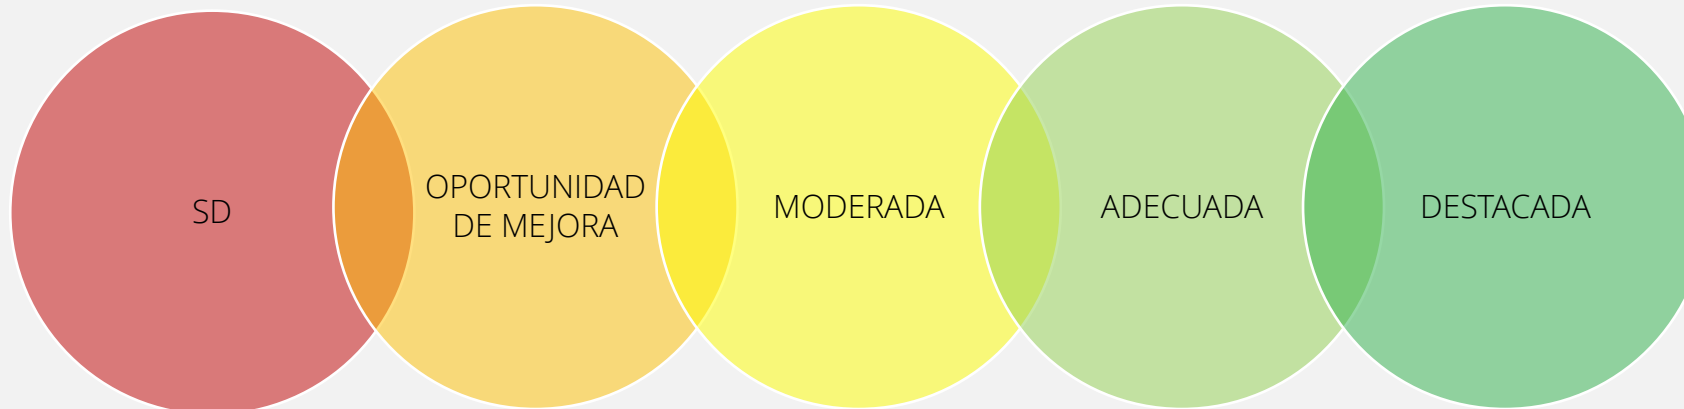 SD
OPORTUNIDAD
DE MEJORA
MODERADA
ADECUADA
DESTACADA